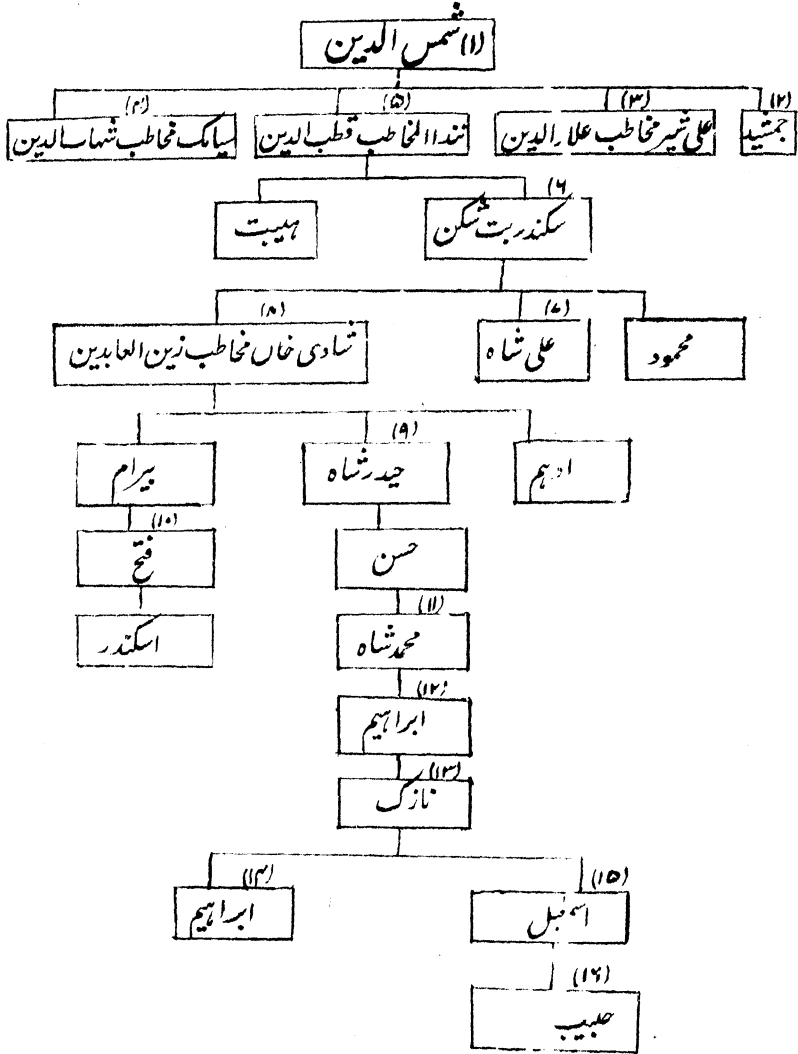 (۱) شمس الدین
(۲)
جمشید
(۳)
علی شیر مخاطب علاءالدین
(۵)
ننداالمخاطب قطب الدین
(۴)
سیامک مخاطب شہاب الدین
(۶
سکندر بت شکن
ہیبت
محمود
(۷)
علی شاہ
(۸)
شادی خاں مخاطب زین العابدین
ادہم
(۹)
حیدر شاہ
بیرام
(۱۰)
فتح
حسن
(۱۱)
محمد شاہ
اسکندر
(۱۲)
ابراہیم
(۱۳)
نازک
(۱۵)
اسمٰعیل
(۱۴)
ابراہیم
(۱۶)
حبیب